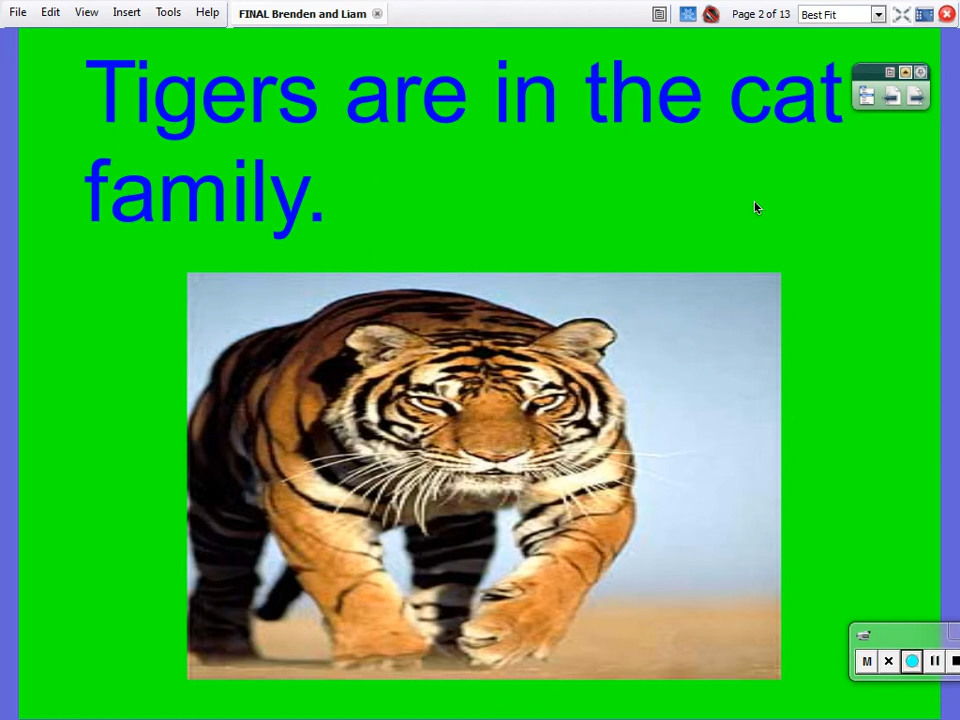 File Edit View Insert Tools Help FINAL Brenden and Liam Page 2 of 13 Best Fit
Tigers are in the cat
family.
M